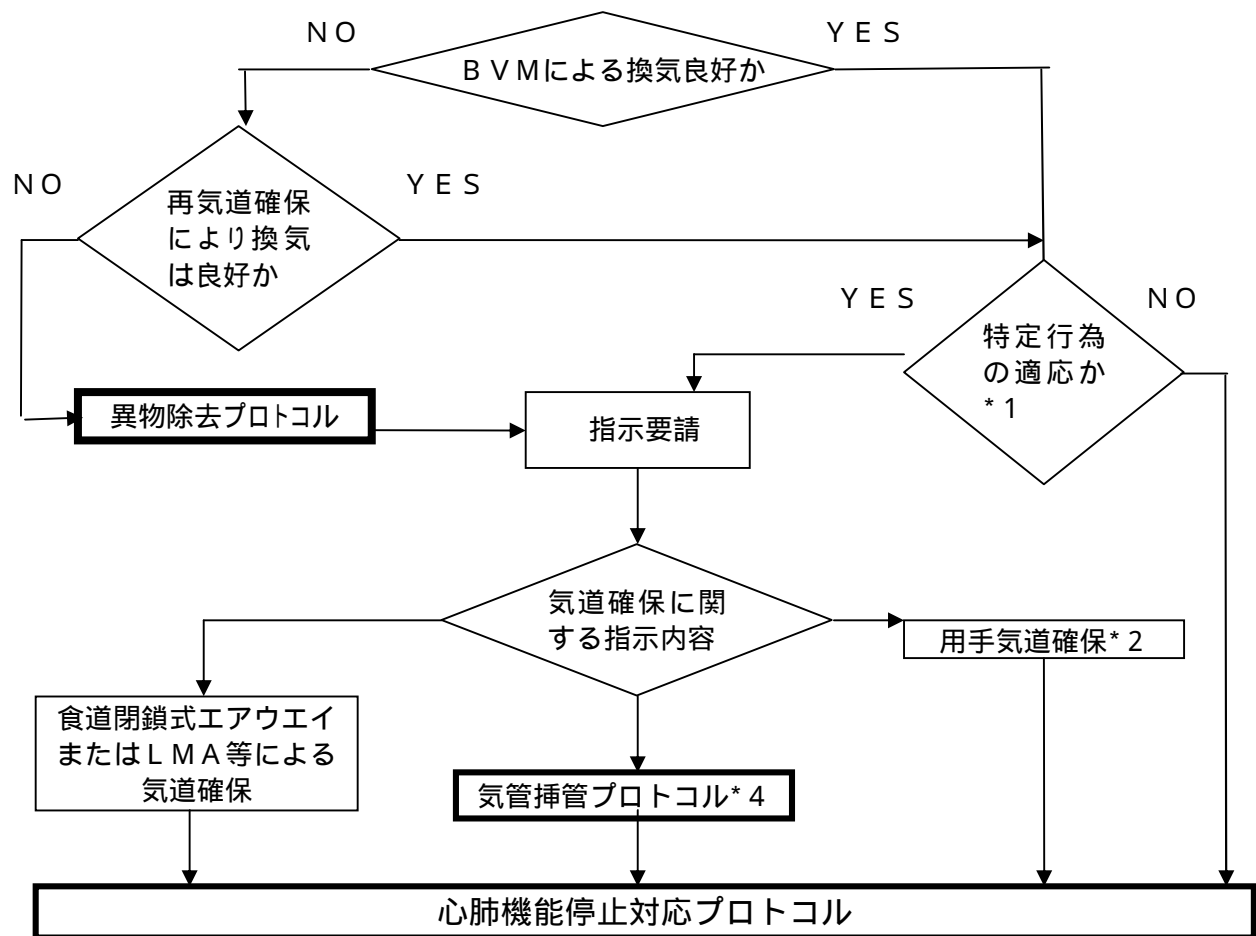 ＮＯ
ＹＥＳ
ＢＶＭによる換気良好か
ＮＯ
ＹＥＳ
再気道確保
により換気
は良好か
ＹＥＳ
ＮＯ
特定行為
の適応か
*1
異物除去プロトコル
指示要請
気道確保に関
する指示内容
用手気道確保*2
食道閉鎖式エアウエイ
またはＬＭＡ等による
気道確保
気管挿管プロトコル*4
心肺機能停止対応プロトコル